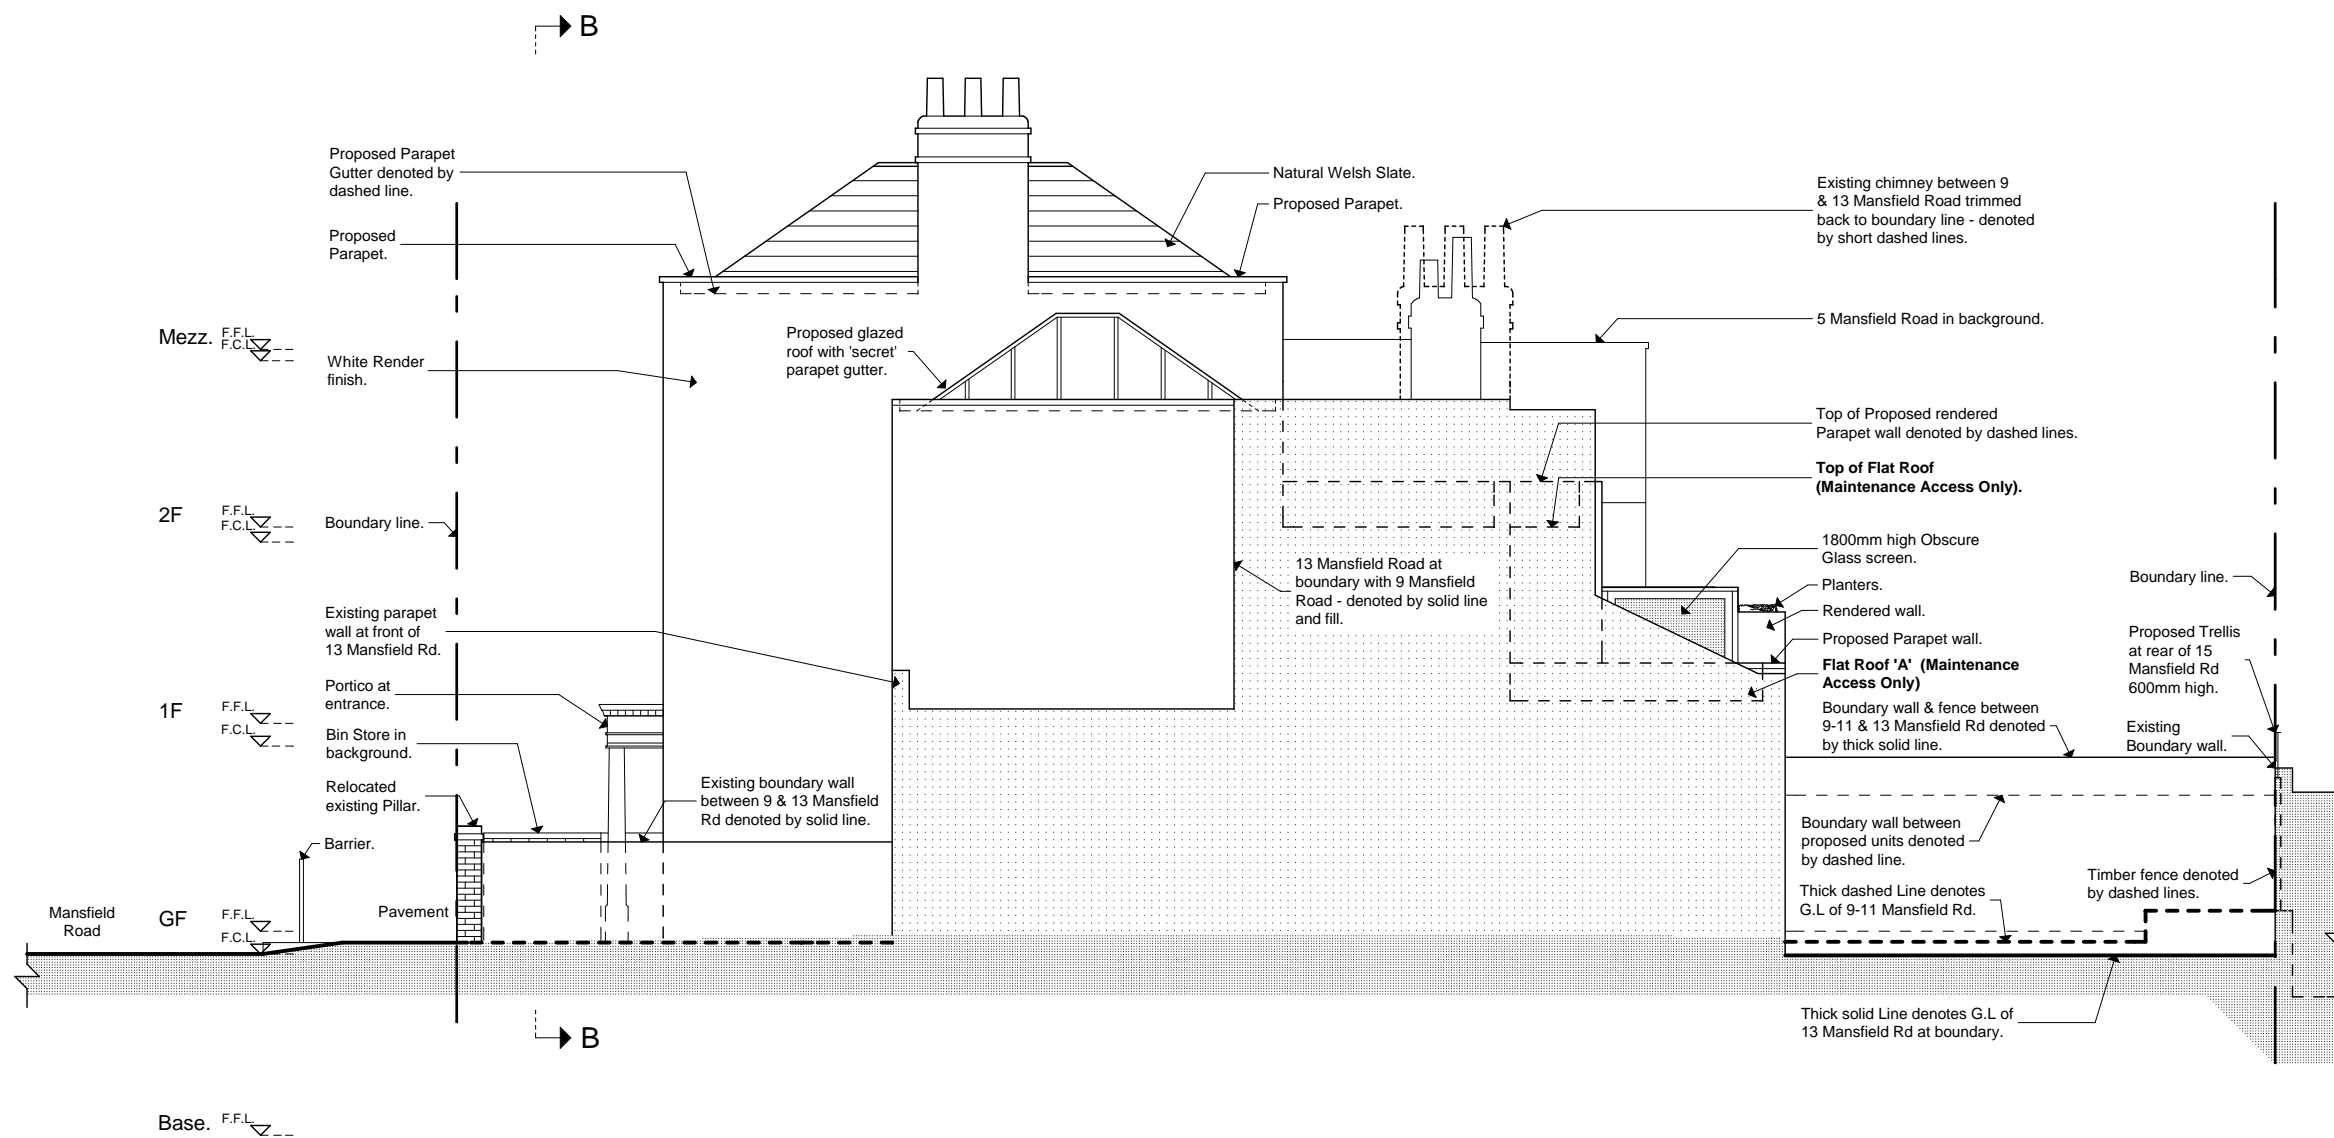 B
Proposed Parapet
Gutter denoted by
dashed line.
Proposed
Parapet.
Natural Welsh Slate.
Proposed Parapet.
Existing chimney between 9
& 13 Mansfield Road trimmed
back to boundary line - denoted
by short dashed lines.
Mezz.
F.F.L.
F.C.L.
White Render
finish.
Proposed glazed
roof with 'secret'
parapet gutter.
5 Mansfield Road in background.
Top of Proposed rendered
Parapet wall denoted by dashed lines.
Top of Flat Roof
(Maintenance Access Only).
2F
F.F.L.
F.C.L.
Boundary line.
13 Mansfield Road at
boundary with 9 Mansfield
Road - denoted by solid line
and fill.
1800mm high Obscure
Glass screen.
Planters.
Rendered wall.
Proposed Parapet wall.
Flat Roof 'A' (Maintenance
Access Only)
Boundary line.
Proposed Trellis
at rear of 15
Mansfield Rd
600mm high.
Existing parapet
wall at front of
13 Mansfield Rd.
Portico at
entrance.
1F
F.F.L.
F.C.L.
Bin Store in
background.
Boundary wall & fence between
9-11 & 13 Mansfield Rd denoted
by thick solid line.
Existing
Boundary wall.
Relocated
existing Pillar.
Existing boundary wall
between 9 & 13 Mansfield
Rd denoted by solid line.
Barrier.
Boundary wall between
proposed units denoted
by dashed line.
Timber fence denoted
by dashed lines.
Thick dashed Line denotes
G.L of 9-11 Mansfield Rd.
Mansfield
Road
GF
F.F.L.
F.C.L.
Pavement
Thick solid Line denotes G.L of
13 Mansfield Rd at boundary.
B
Base.
F.F.L.